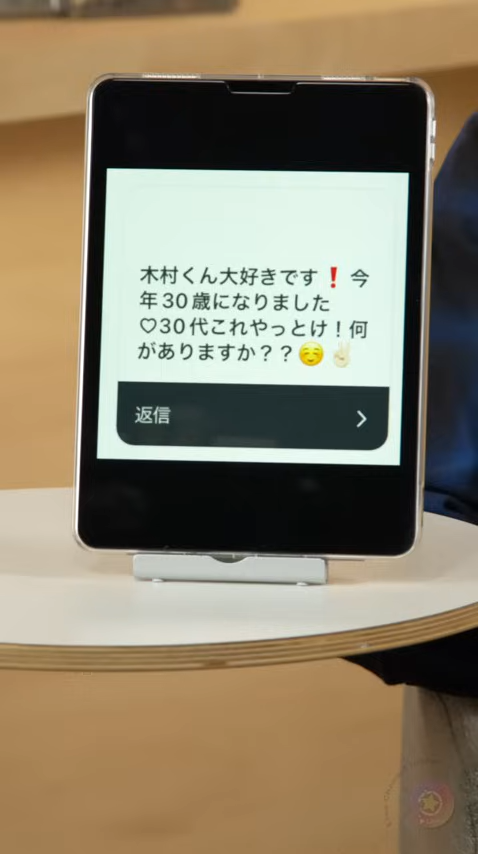 木村くん大好きです❗今
年30歳になりました
♡30代これやっとけ！何
がありますか？？☺️✌🏻
返信